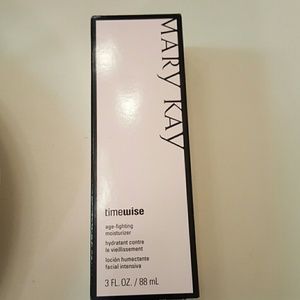 MARY KAY
timewise
age-fighting
moisturizer
hydratant contre
le vieillissement
loción humectante
facial intensiva
3 FL. OZ. / 88 mL